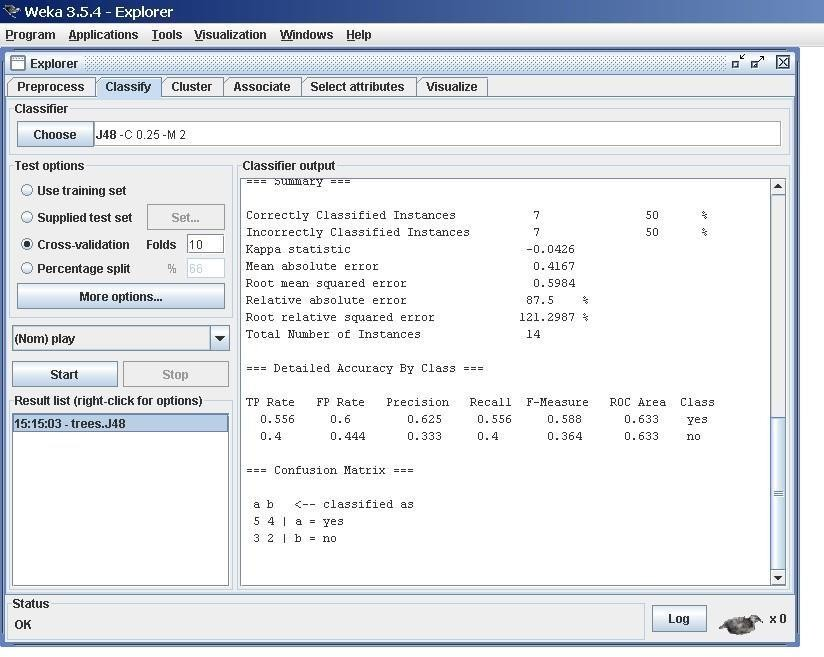 Weka 3.5.4 - Explorer
Program Applications Tools Visualization Windows Help
Explorer
Preprocess Classify Cluster Associate Select attributes Visualize
Classifier
Choose J48 -C 0.25 -M 2
Test options
Use training set
Supplied test set Set...
Cross-validation Folds 10
Percentage split % 66
More options...
(Nom) play
Start Stop
Result list (right-click for options)
15:15:03 - trees.J48
Classifier output
=== Summary ===
Correctly Classified Instances 7 50 %
Incorrectly Classified Instances 7 50 %
Kappa statistic -0.0426
Mean absolute error 0.4167
Root mean squared error 0.5984
Relative absolute error 87.5 %
Root relative squared error 121.2987 %
Total Number of Instances 14
=== Detailed Accuracy By Class ===
TP Rate FP Rate Precision Recall F-Measure ROC Area Class
0.556 0.6 0.625 0.556 0.588 0.633 yes
0.4 0.444 0.333 0.4 0.364 0.633 no
=== Confusion Matrix ===
a b <-- classified as
5 4 | a = yes
3 2 | b = no
Status
OK
Log x 0